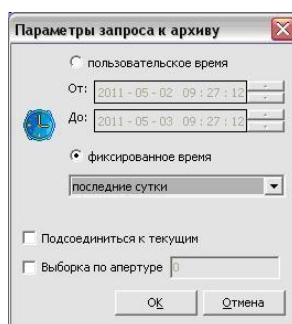 Параметры запроса к архиву
пользовательское время
От: 2011 - 05 - 02 09 : 27 : 12
До: 2011 - 05 - 03 09 : 27 : 12
фиксированное время
последние сутки
Подсоединиться к текущим
Выборка по апертуре 0
OK Отмена